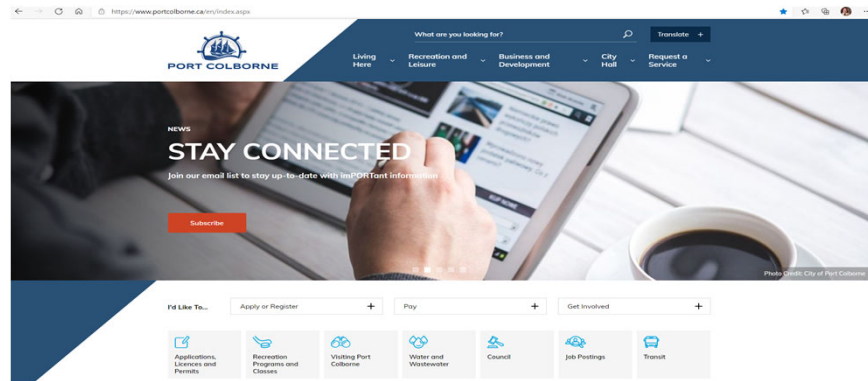 https://www.portcolborne.ca/en/index.aspx
What are you looking for?
Translate +
PORT COLBORNE
Living Here
Recreation and Leisure
Business and Development
City Hall
Request a Service
NEWS
STAY CONNECTED
Join our email list to stay up-to-date with imPORTant information
Subscribe
Photo Credit: City of Port Colborne
I'd Like To...
Apply or Register +
Pay +
Get Involved +
Applications,
Licences and
Permits
Recreation
Programs and
Classes
Visiting Port
Colborne
Water and
Wastewater
Council
Job Postings
Transit